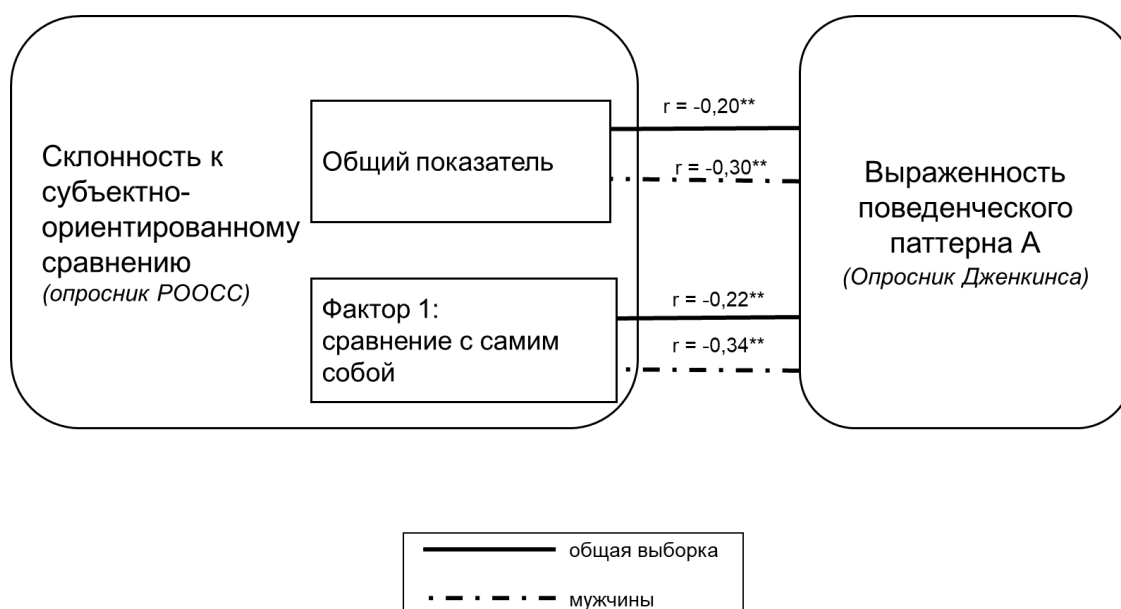 Склонность к
субъектно-
ориентированному
сравнению
(опросник РООСС)
Общий показатель
Фактор 1:
сравнение с самим
собой
r = -0,20**
r = -0,30**
r = -0,22**
r = -0,34**
Выраженность
поведенческого
паттерна А
(Опросник Дженкинса)
общая выборка
мужчины